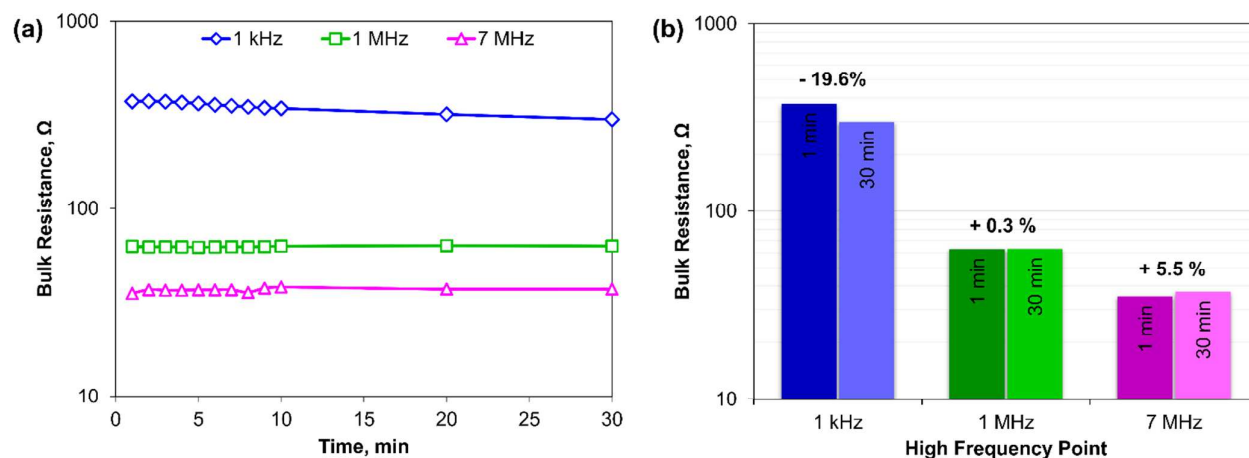 (a)
1 kHz 1 MHz 7 MHz
Bulk Resistance, Ω
1000
100
10
0 5 10 15 20 25 30
Time, min
(b)
Bulk Resistance, Ω
1000
100
10
- 19.6%
1 min
30 min
+ 0.3 %
1 min
30 min
+ 5.5 %
1 min
30 min
1 kHz 1 MHz 7 MHz
High Frequency Point